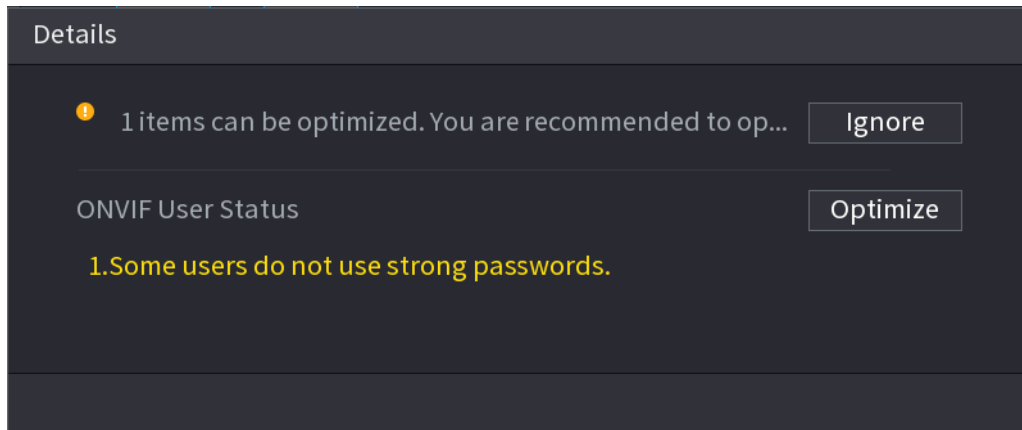 Details
1 items can be optimized. You are recommended to op...
Ignore
ONVIF User Status
Optimize
1.Some users do not use strong passwords.